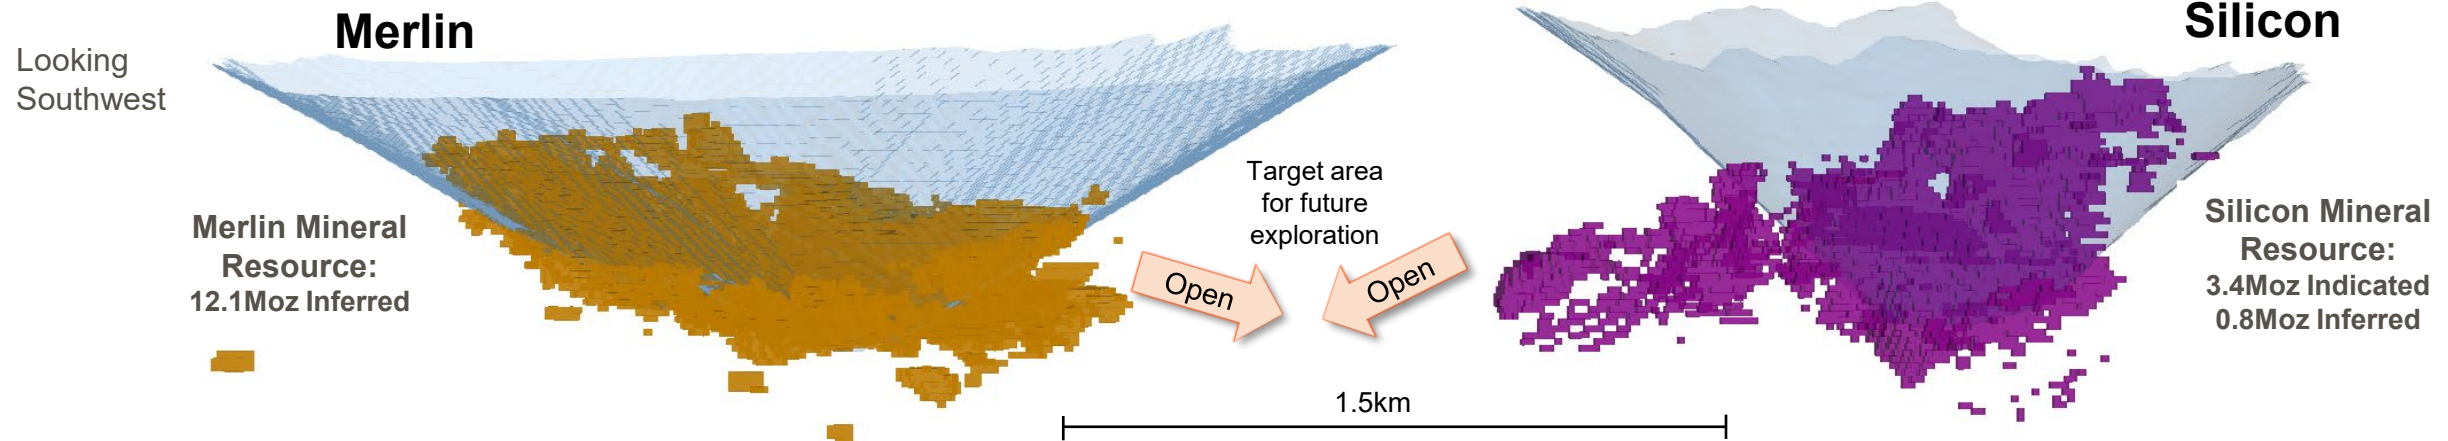 Merlin
Silicon
Looking
Southwest
Target area
for future
exploration
Merlin Mineral
Resource:
12.1Moz Inferred
Open
Open
Silicon Mineral
Resource:
3.4Moz Indicated
0.8Moz Inferred
1.5km